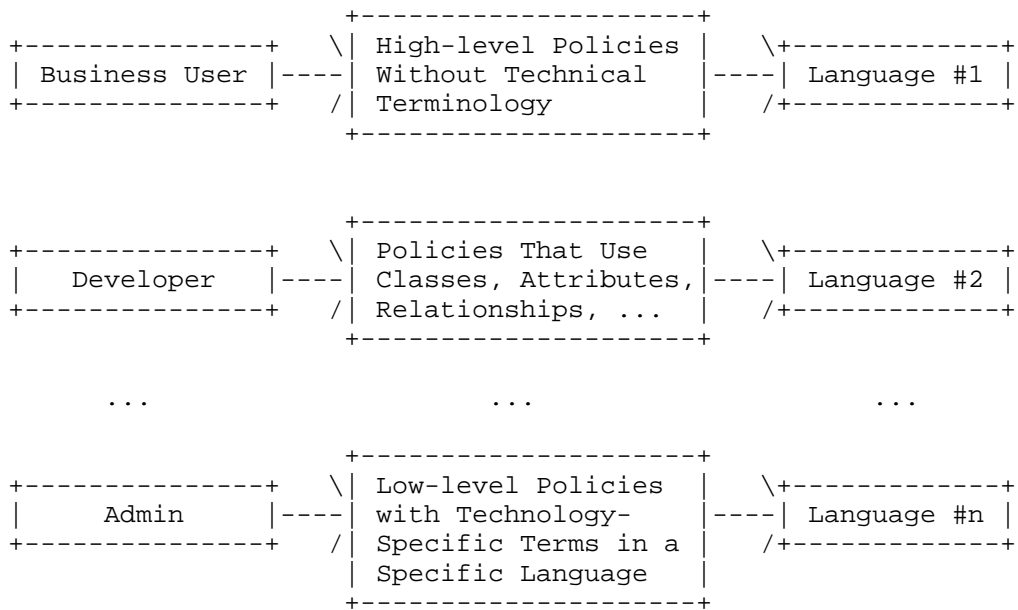 High-level Policies
Business User Without Technical Language #1
Terminology
Policies That Use
Developer Classes, Attributes, Language #2
Relationships, ...
... ... ...
Low-level Policies
Admin with Technology- Language #n
Specific Terms in a
Specific Language